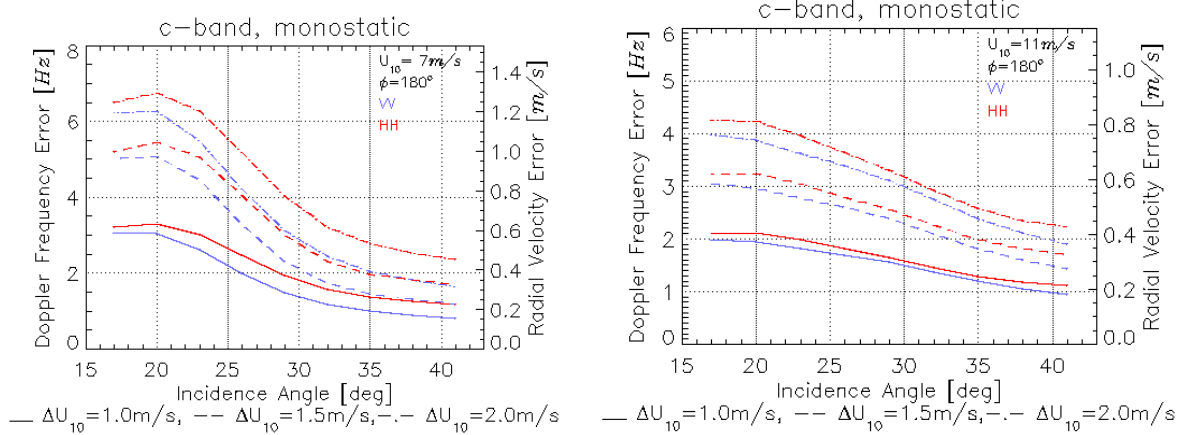 c-band, monostatic
8
6
4
2
0
Doppler Frequency Error [Hz]
U10= 7m/s
ϕ=180°
VV
HH
1.4
1.2
1.0
0.8
0.6
0.4
0.2
0.0
Radial Velocity Error [m/s]
15 20 25 30 35 40
Incidence Angle [deg]
— ΔU10=1.0m/s, –– ΔU10=1.5m/s,–.– ΔU10=2.0m/s
c-band, monostatic
6
5
4
3
2
1
0
Doppler Frequency Error [Hz]
U10=11m/s
ϕ=180°
VV
HH
1.0
0.8
0.6
0.4
0.2
0.0
Radial Velocity Error [m/s]
15 20 25 30 35 40
Incidence Angle [deg]
— ΔU10=1.0m/s, –– ΔU10=1.5m/s,–.– ΔU10=2.0m/s